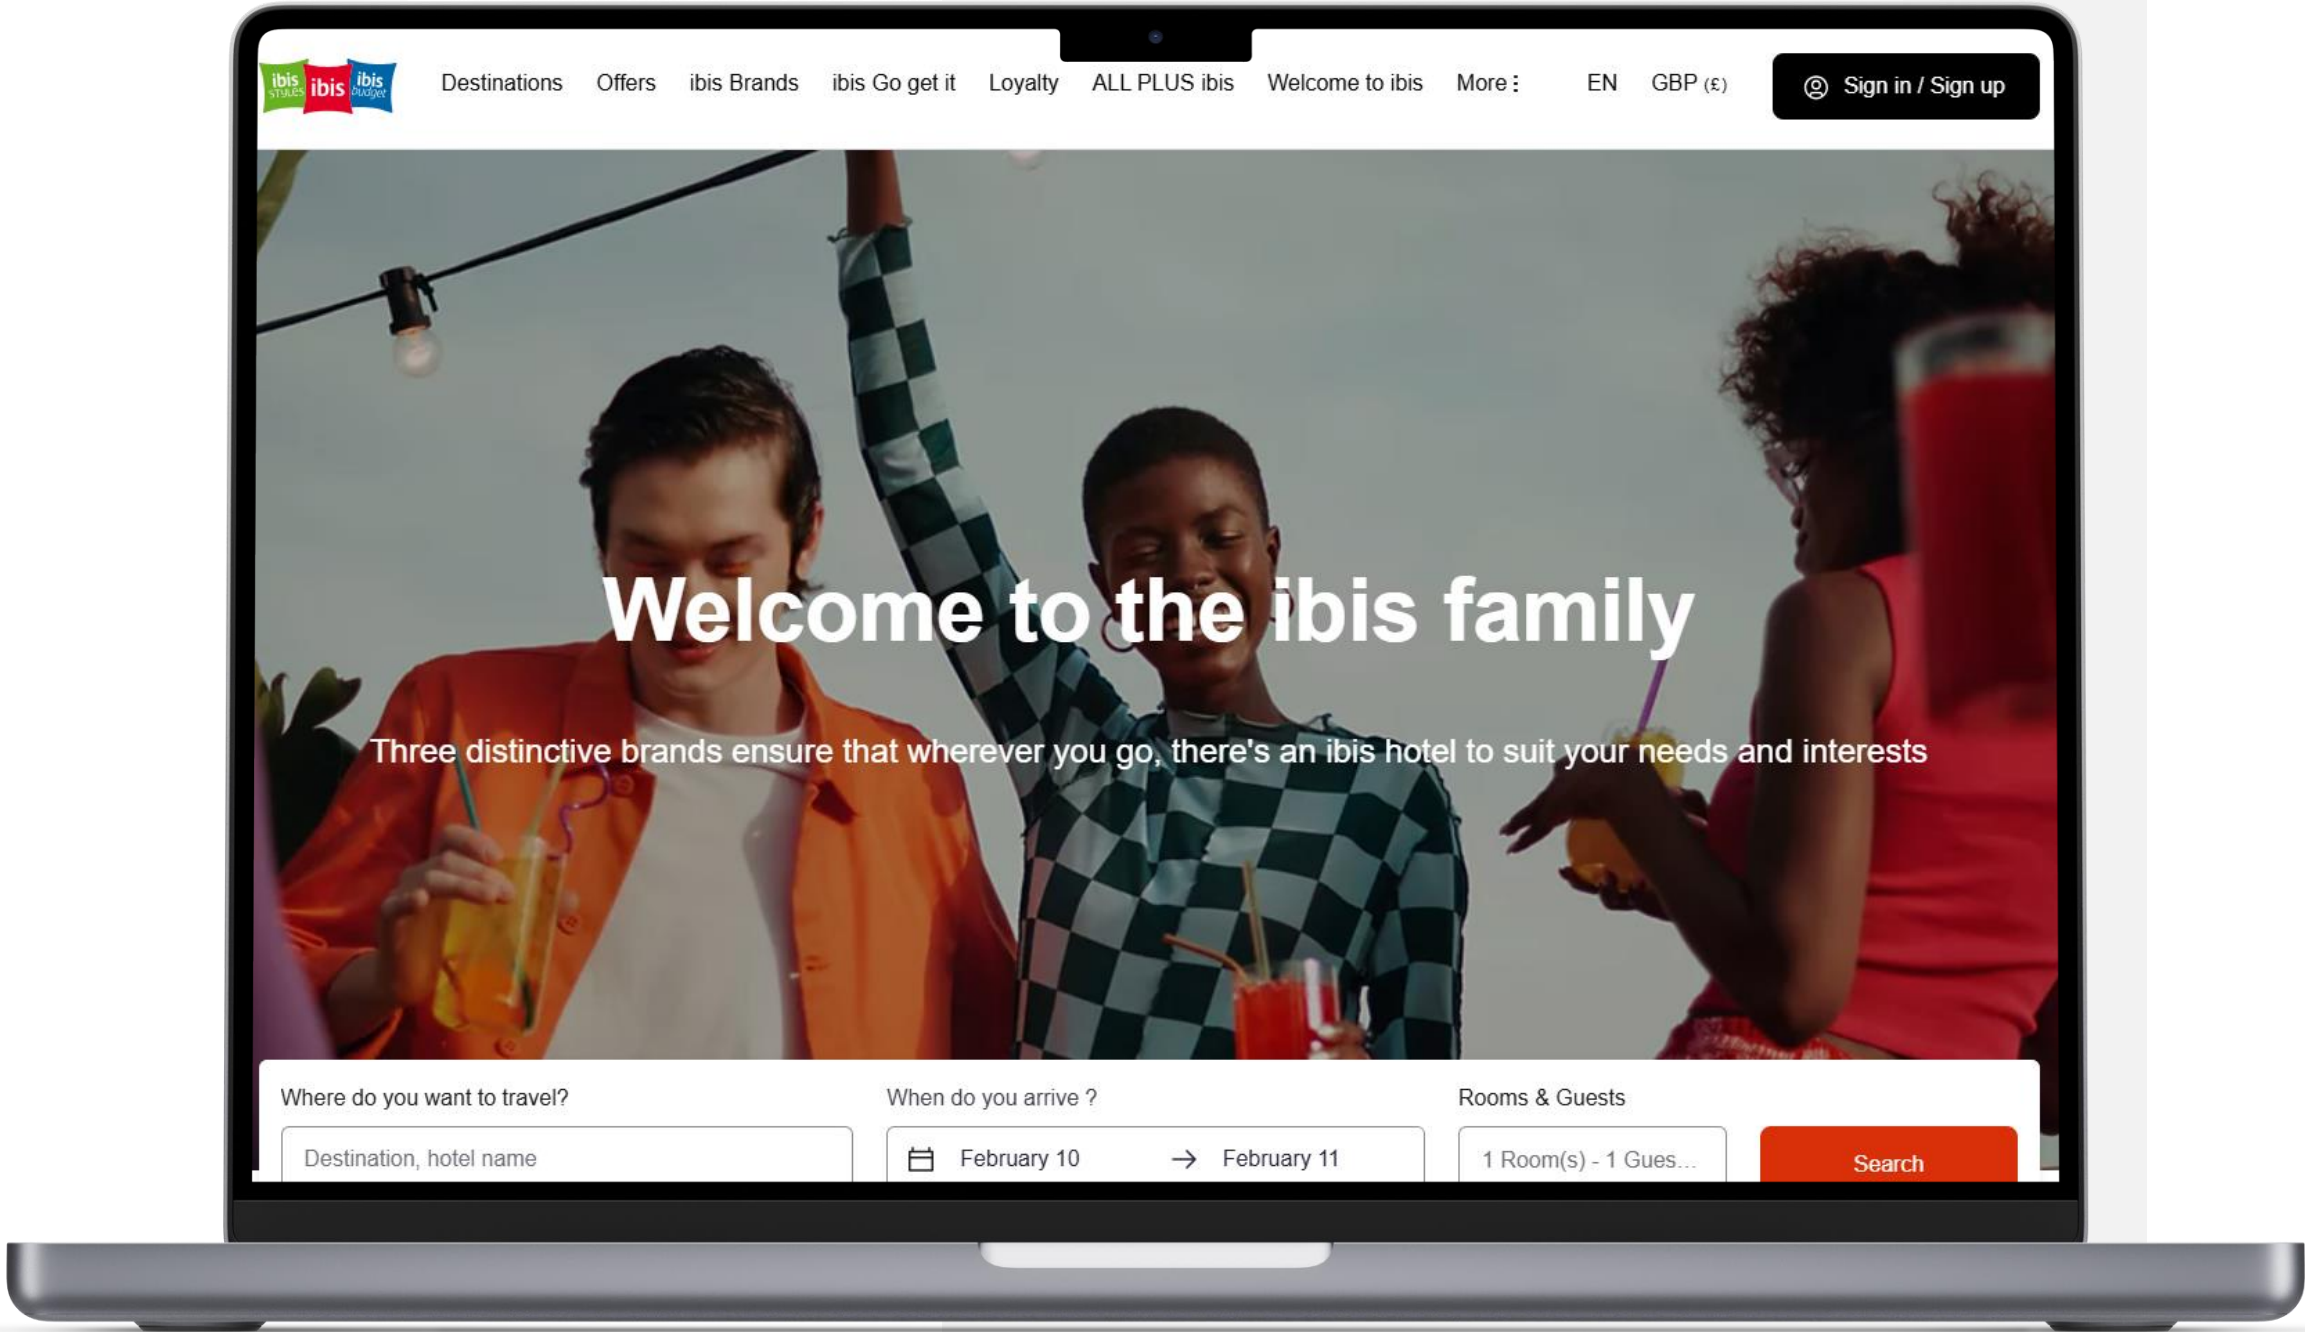 ibis STYLES
ibis
ibis budget
Destinations
Offers
ibis Brands
ibis Go get it
Loyalty
ALL PLUS ibis
Welcome to ibis
More
EN
GBP (£)
Sign in / Sign up
Welcome to the ibis family
Three distinctive brands ensure that wherever you go, there's an ibis hotel to suit your needs and interests
Where do you want to travel?
Destination, hotel name
When do you arrive ?
February 10 → February 11
Rooms & Guests
1 Room(s) - 1 Gues...
Search